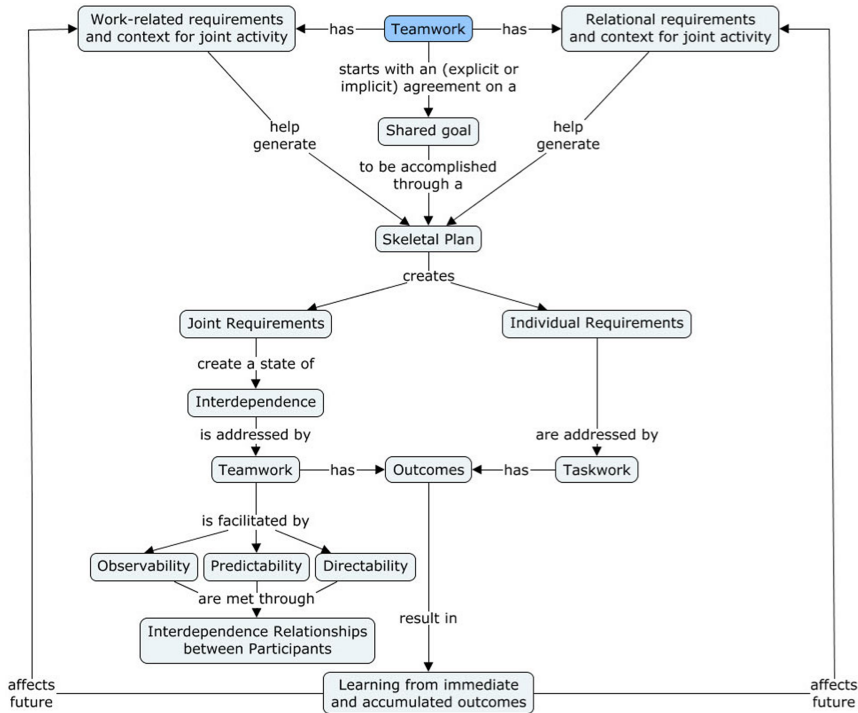 Work-related requirements
and context for joint activity
has
Teamwork
has
Relational requirements
and context for joint activity
starts with an (explicit or
implicit) agreement on a
Shared goal
help
generate
help
generate
to be accomplished
through a
Skeletal Plan
creates
Joint Requirements
Individual Requirements
create a state of
Interdependence
is addressed by
are addressed by
Teamwork
has
Outcomes
has
Taskwork
is facilitated by
Observability
Predictability
Directability
are met through
result in
Interdependence Relationships
between Participants
affects
future
Learning from immediate
and accumulated outcomes
affects
future